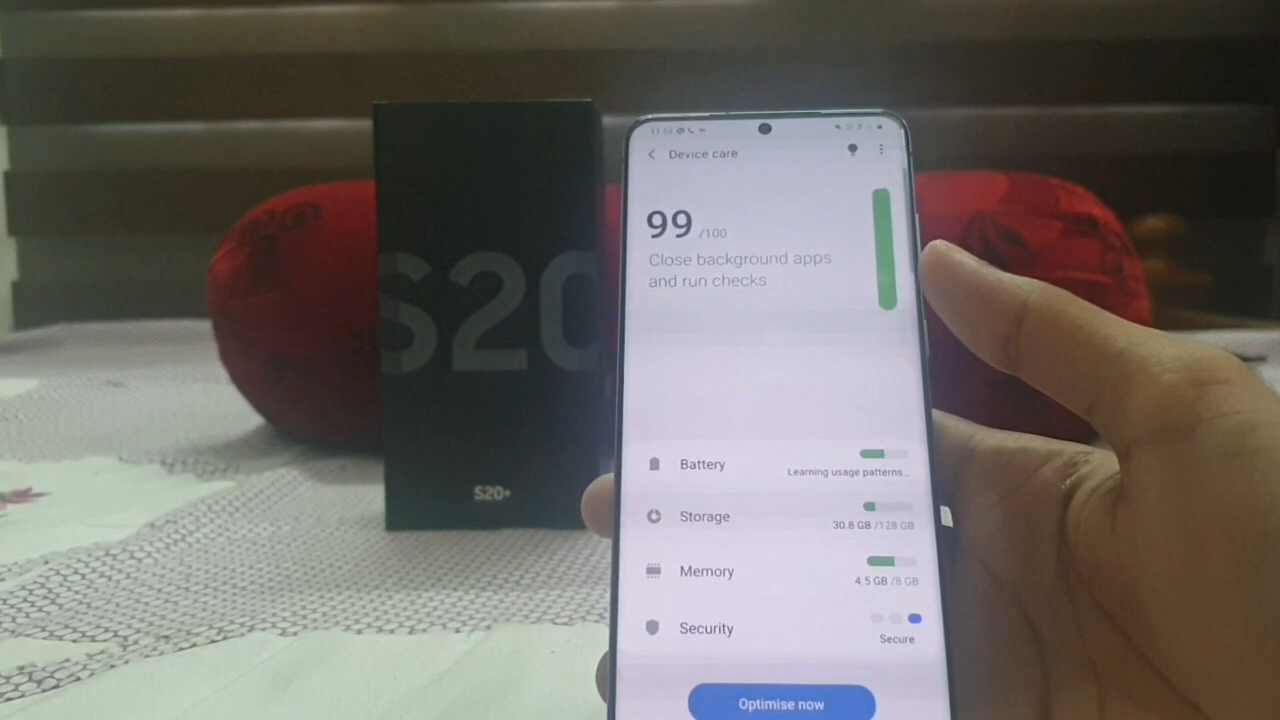 S20
S20+
Device care
99 /100
Close background apps
and run checks
Battery
Learning usage patterns...
Storage
30.8 GB /128 GB
Memory
4.5 GB /8 GB
Security
Secure
Optimise now